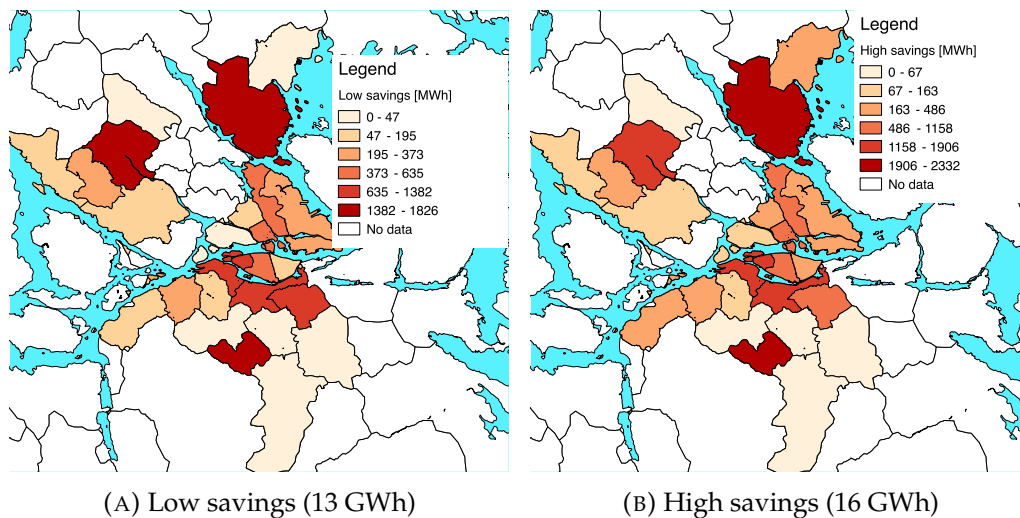 Legend
Low savings [MWh]
0 - 47
47 - 195
195 - 373
373 - 635
635 - 1382
1382 - 1826
No data
Legend
High savings [MWh]
0 - 67
67 - 163
163 - 486
486 - 1158
1158 - 1906
1906 - 2332
No data
(A) Low savings (13 GWh)
(B) High savings (16 GWh)